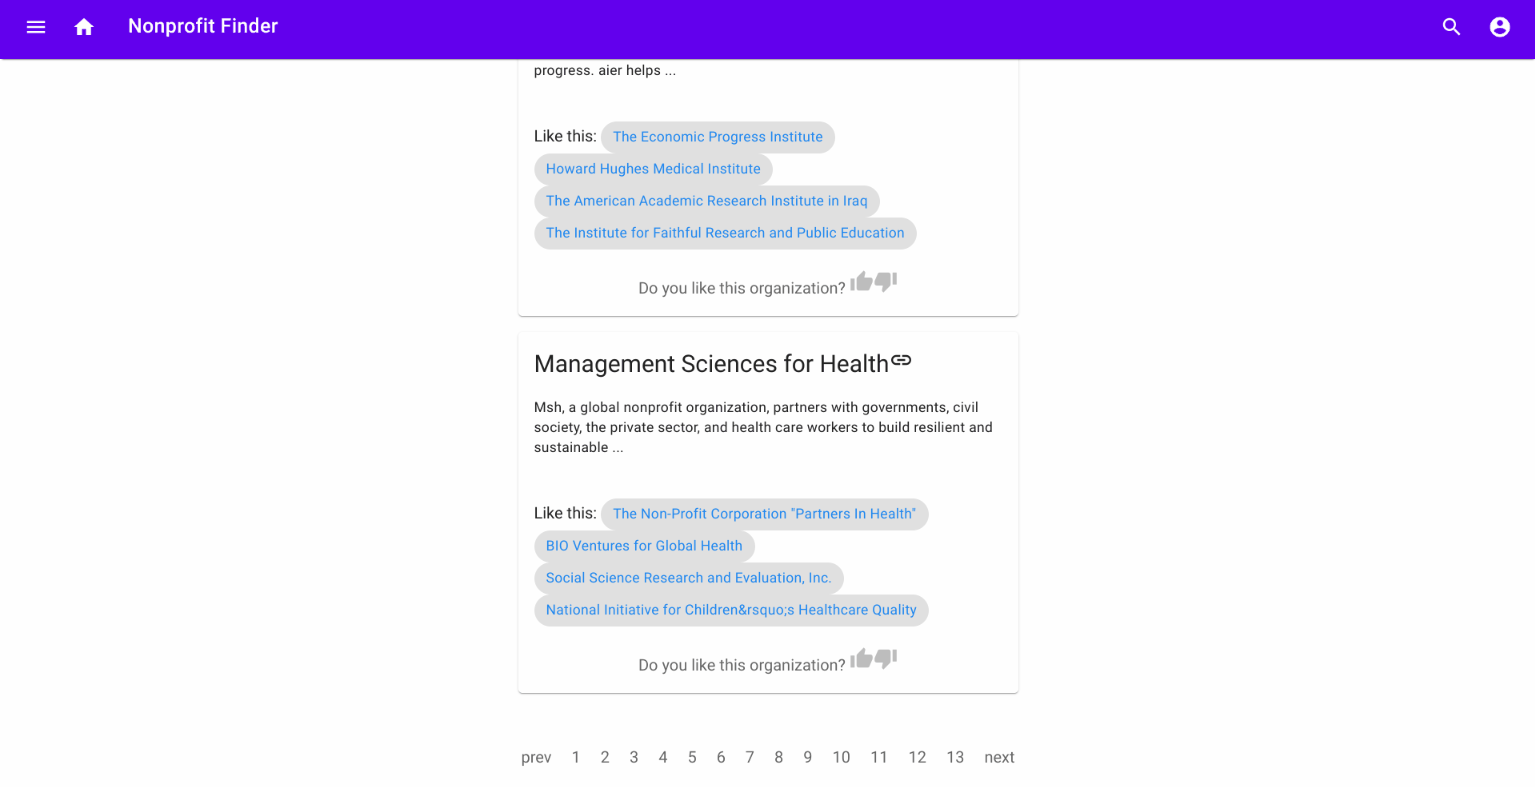 Nonprofit Finder
progress. aier helps ...
Like this: The Economic Progress Institute
Howard Hughes Medical Institute
The American Academic Research Institute in Iraq
The Institute for Faithful Research and Public Education
Do you like this organization?
Management Sciences for Health
Msh, a global nonprofit organization, partners with governments, civil
society, the private sector, and health care workers to build resilient and
sustainable ...
Like this: The Non-Profit Corporation "Partners In Health"
BIO Ventures for Global Health
Social Science Research and Evaluation, Inc.
National Initiative for Children&rsquo;s Healthcare Quality
Do you like this organization?
prev 1 2 3 4 5 6 7 8 9 10 11 12 13 next